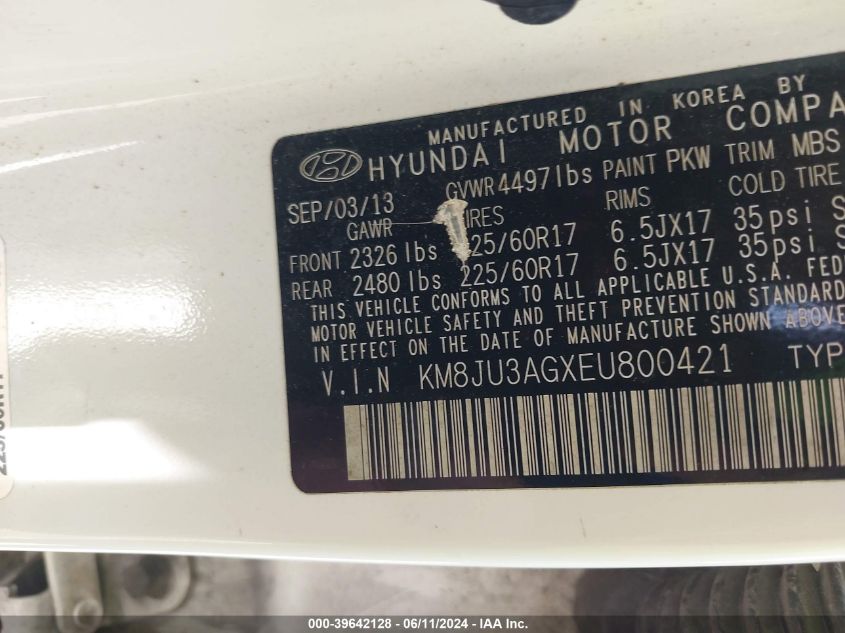 MANUFACTURED IN KOREA BY
HYUNDAI MOTOR COMPA
SEP/03/13 GVWR 4497 lbs PAINT PKW TRIM MBS
GAWR IRES RIMS COLD TIRE
FRONT 2326 lbs 25/60R17 6.5JX17 35psi S
REAR 2480 lbs 225/60R17 6.5JX17 35psi S
THIS VEHICLE CONFORMS TO ALL APPLICABLE U.S.A. FED
MOTOR VEHICLE SAFETY AND THEFT PREVENTION STANDARD
IN EFFECT ON THE DATE OF MANUFACTURE SHOWN ABOVE
V.I.N KM8JU3AGXEU800421 TYP
225/60R17
000-39642128 - 06/11/2024 - IAA Inc.